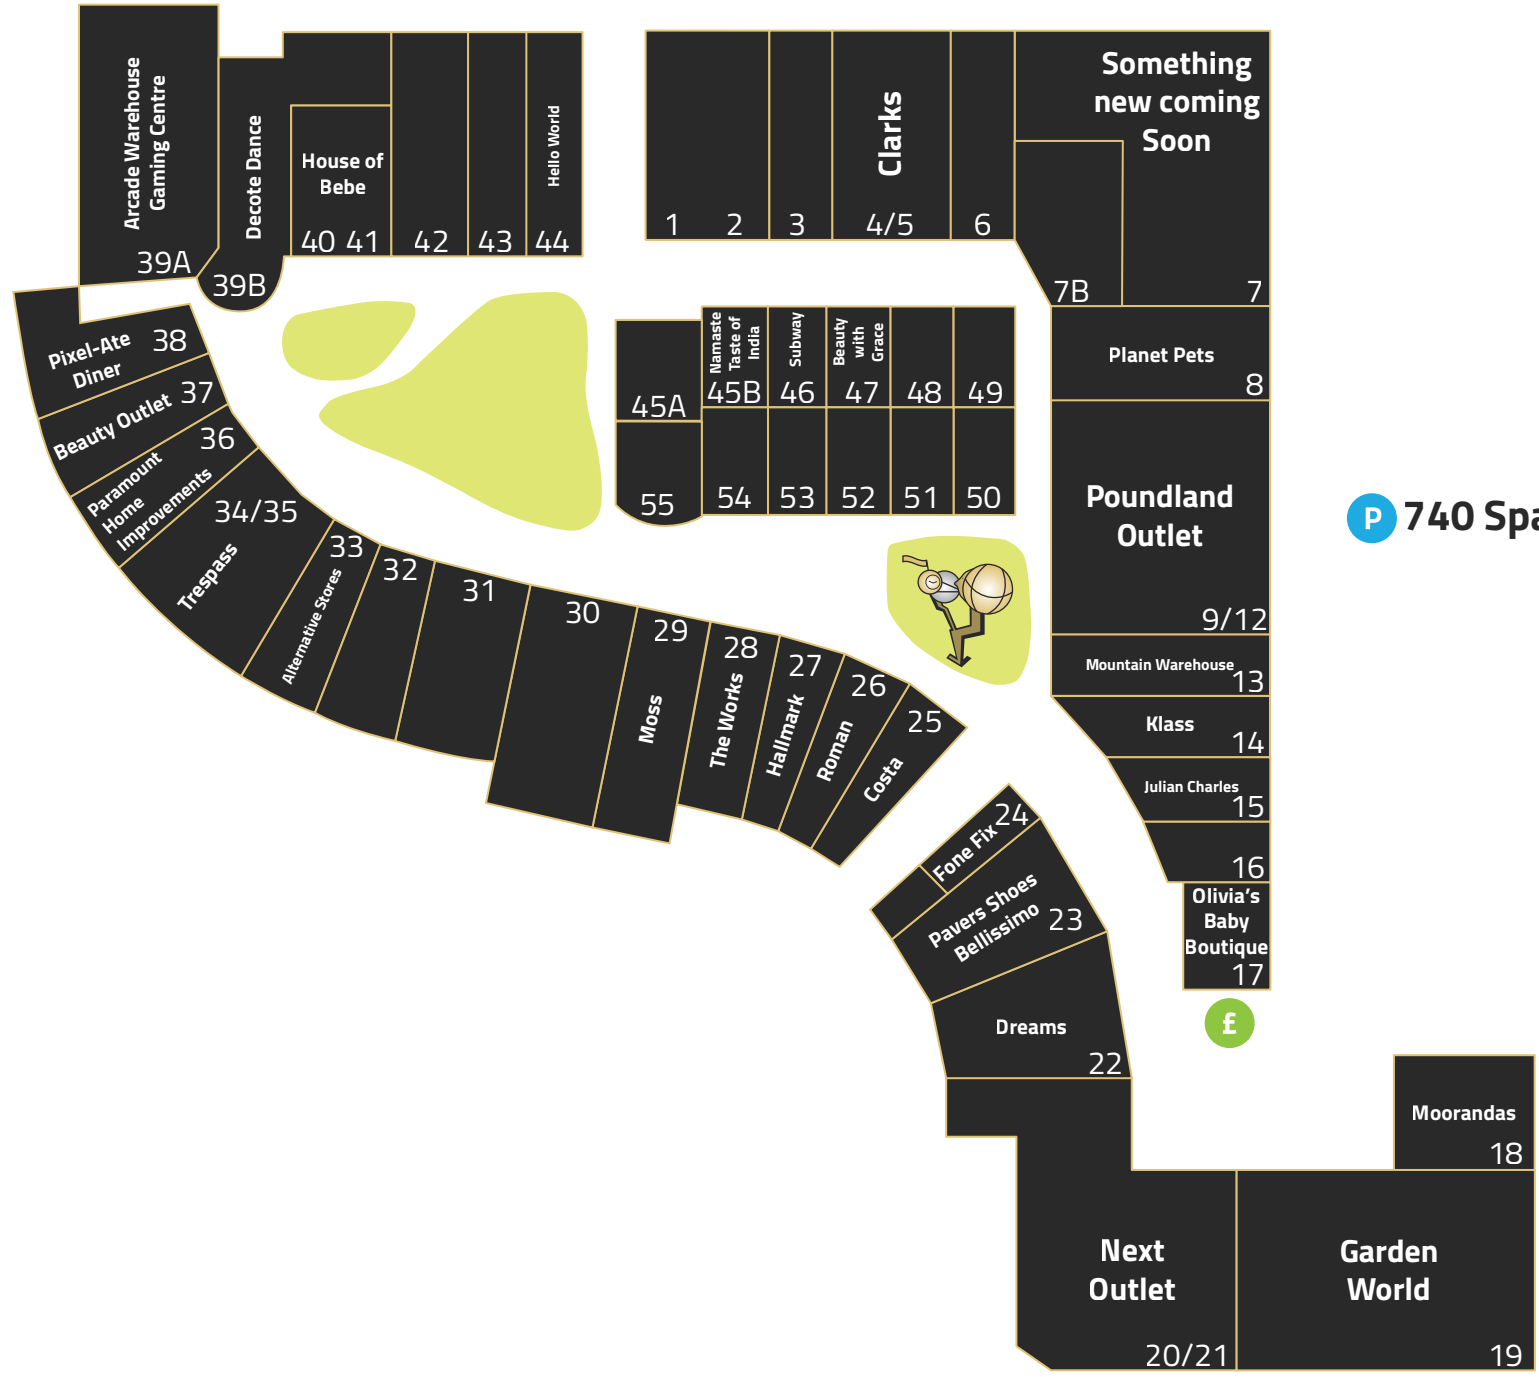 Arcade Warehouse
Gaming Centre
39A
Decote Dance
39B
House of
Bebe
40 41
42
43
Hello World
44
1
2
3
Clarks
4/5
6
Something
new coming
Soon
7B
7
Planet Pets
8
Poundland
Outlet
9/12
Mountain Warehouse
13
Klass
14
Julian Charles
15
16
Olivia's
Baby
Boutique
17
£
P 740 Spa
45A
Namaste
Taste of
India
45B
Subway
46
Beauty
with
Grace
47
48
49
55
54
53
52
51
50
Pixel-Ate
Diner
38
Beauty Outlet
37
Paramount
Home
Improvements
36
Trespass
34/35
Alternative Stores
33
32
31
30
Moss
29
The Works
28
Hallmark
27
Roman
26
Costa
25
Fone Fix
24
Pavers Shoes
Bellissimo
23
Dreams
22
Moorandas
18
Next
Outlet
20/21
Garden
World
19